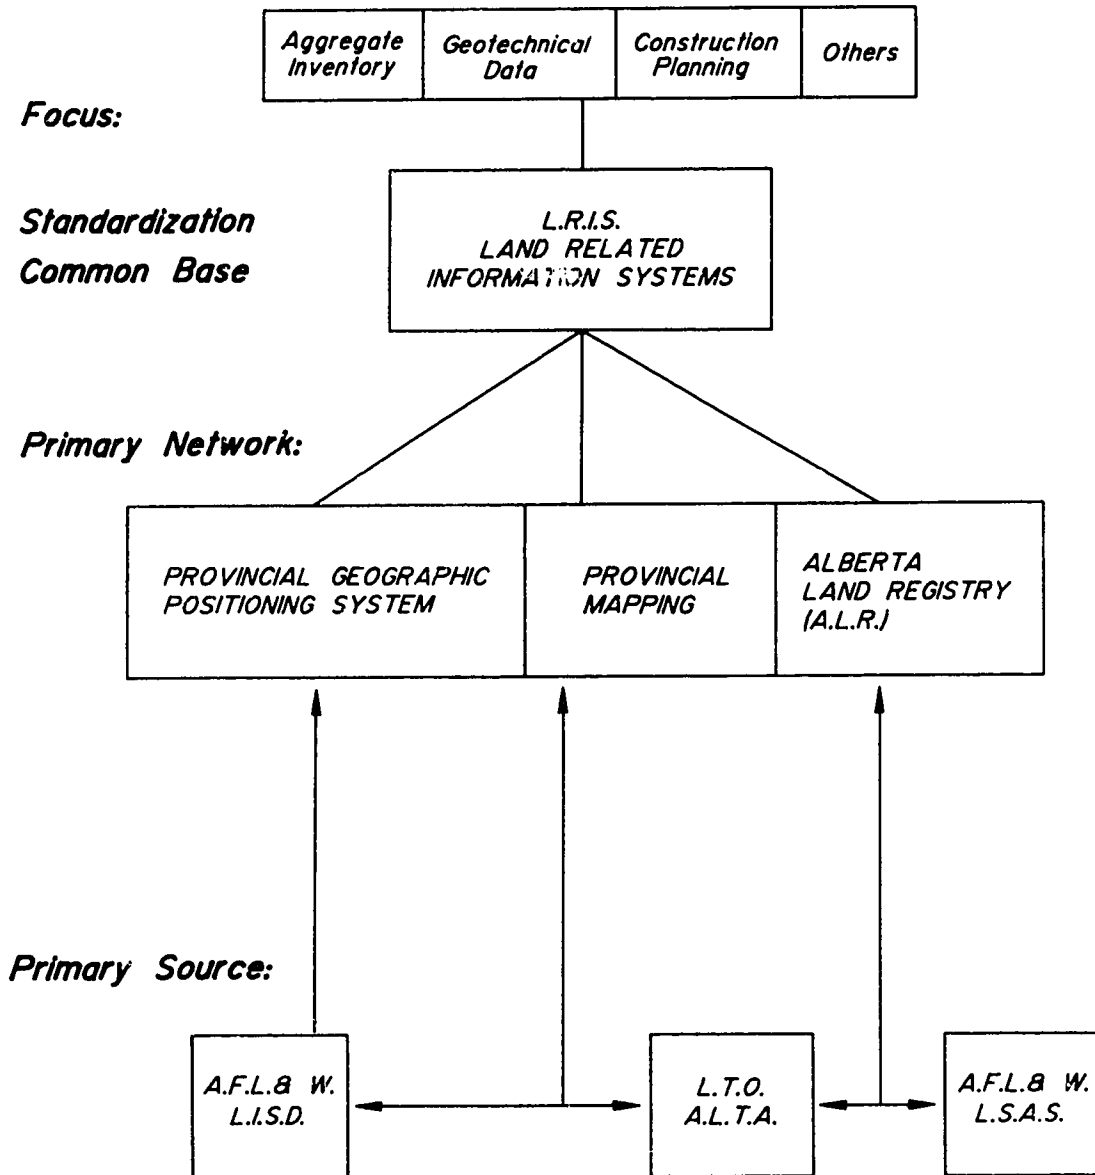 Aggregate
Inventory
Geotechnical
Data
Construction
Planning
Others
Focus:
Standardization
Common Base
L.R.I.S.
LAND RELATED
INFORMATION SYSTEMS
Primary Network:
PROVINCIAL GEOGRAPHIC
POSITIONING SYSTEM
PROVINCIAL
MAPPING
ALBERTA
LAND REGISTRY
(A.L.R.)
Primary Source:
A.F.L. & W.
L.I.S.D.
L.T.O.
A.L.T.A.
A.F.L. & W.
L.S.A.S.